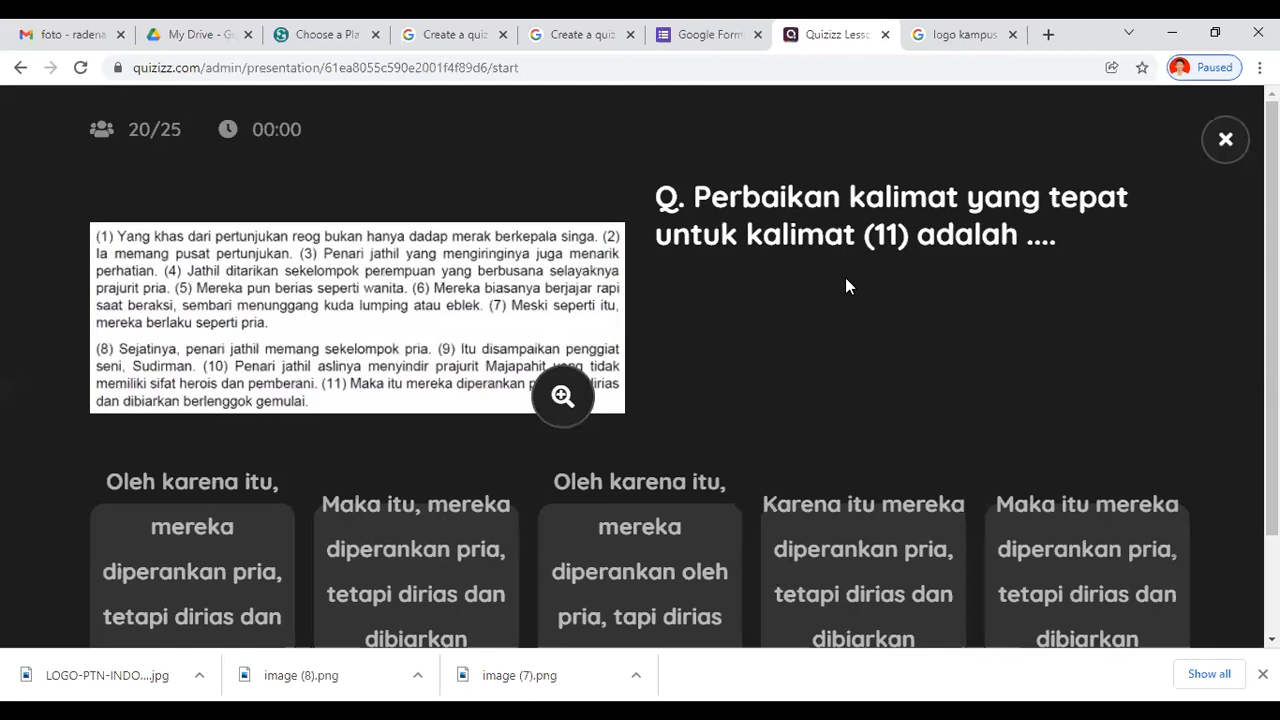 foto - radena
My Drive - G
Choose a Pla
Create a quiz
Create a quiz
Google Form
Quizizz Less
logo kampus
quizizz.com/admin/presentation/61ea8055c590e2001f4f89d6/start
Paused
20/25
00:00
Q. Perbaikan kalimat yang tepat
untuk kalimat (11) adalah ....
(1) Yang khas dari pertunjukan reog bukan hanya dadap merak berkepala singa. (2)
Ia memang pusat pertunjukan. (3) Penari jathil yang mengiringinya juga menarik
perhatian. (4) Jathil ditarikan sekelompok perempuan yang berbusana selayaknya
prajurit pria. (5) Mereka pun berias seperti wanita. (6) Mereka biasanya berjajar rapi
saat beraksi, sembari menunggang kuda lumping atau eblek. (7) Meski seperti itu,
mereka berlaku seperti pria.
(8) Sejatinya, penari jathil memang sekelompok pria. (9) Itu disampaikan penggiat
seni, Sudirman. (10) Penari jathil aslinya menyindir prajurit Majapahit yang tidak
memiliki sifat herois dan pemberani. (11) Maka itu mereka diperankan
dan dibiarkan berlenggok gemulai.
Oleh karena itu,
mereka
diperankan pria,
tetapi dirias dan
Maka itu, mereka
diperankan pria,
tetapi dirias dan
dibiarkan
Oleh karena itu,
mereka
diperankan oleh
pria, tapi dirias
Karena itu mereka
diperankan pria,
tetapi dirias dan
dibiarkan
Maka itu mereka
diperankan pria,
tetapi dirias dan
dibiarkan
LOGO-PTN-INDO....jpg
image (8).png
image (7).png
Show all